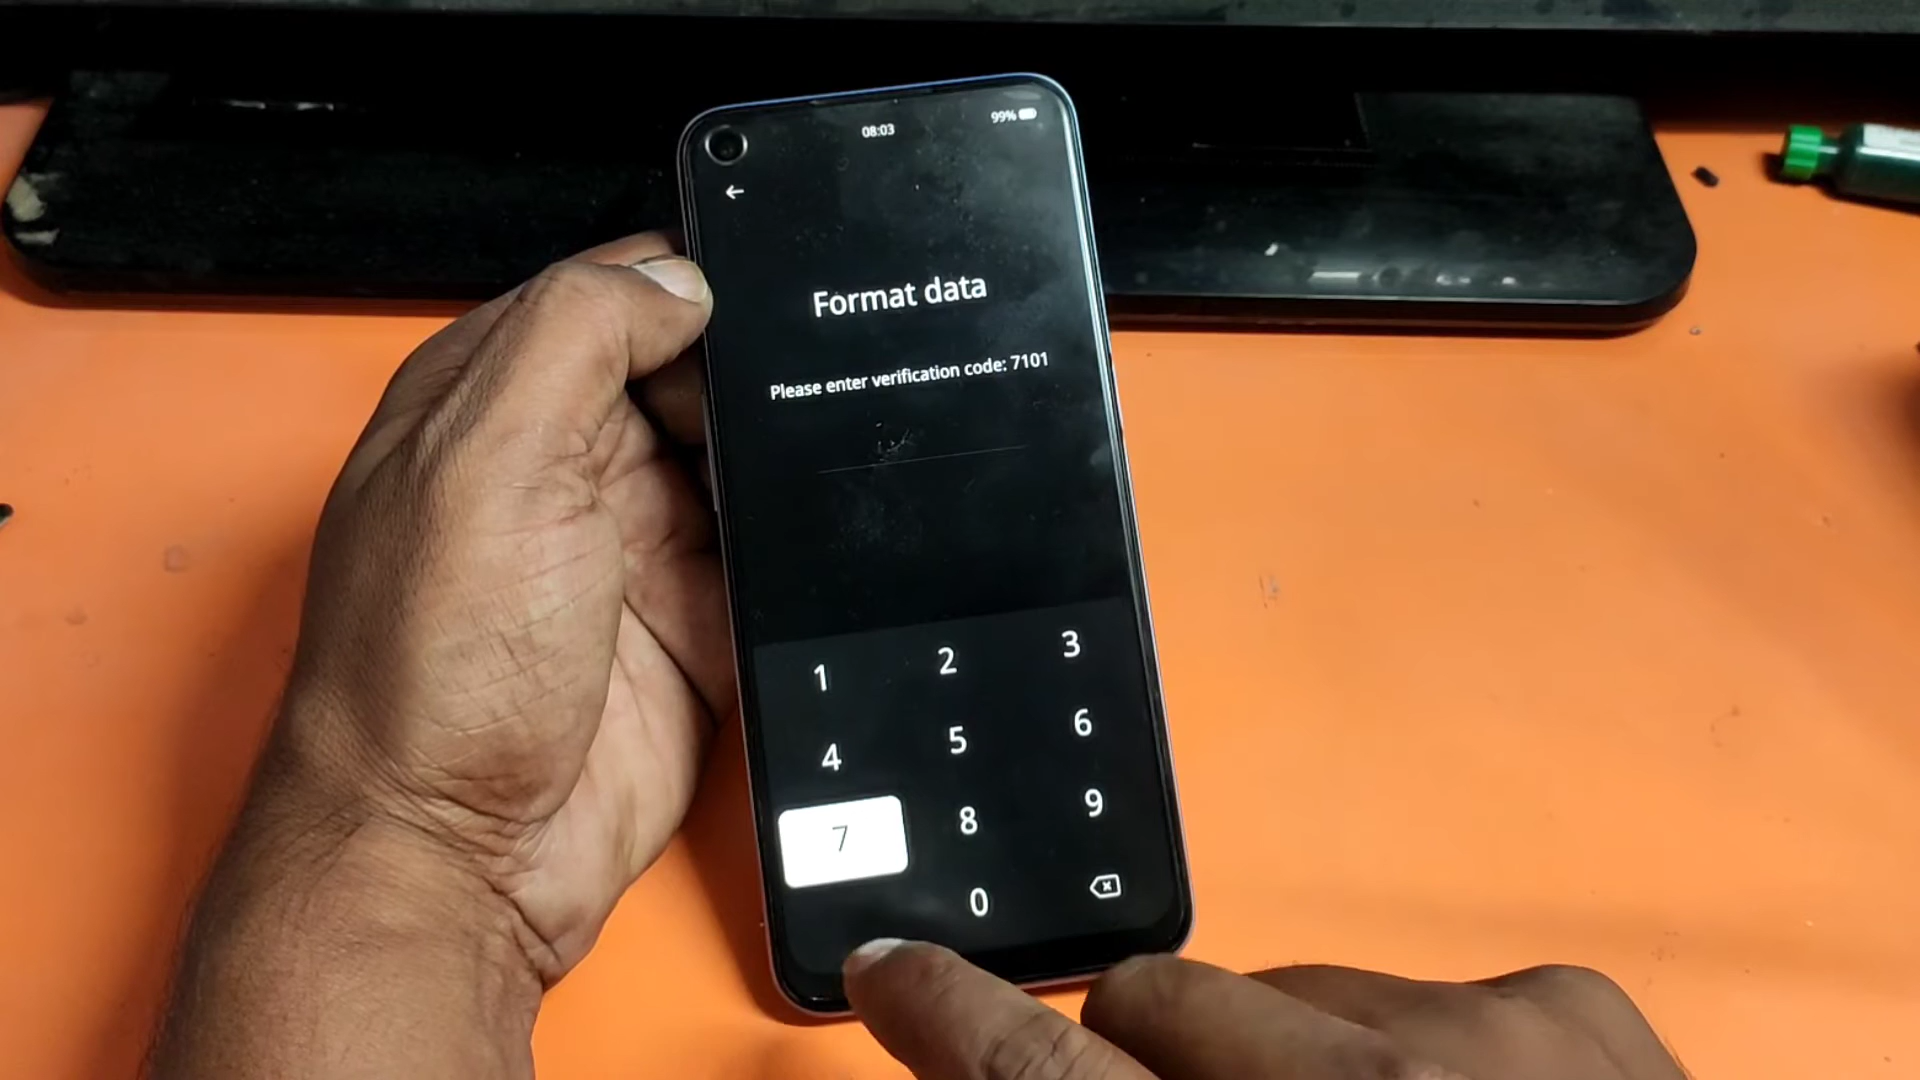 08:03 99%
Format data
Please enter verification code: 7101
1 2 3
4 5 6
7 8 9
0